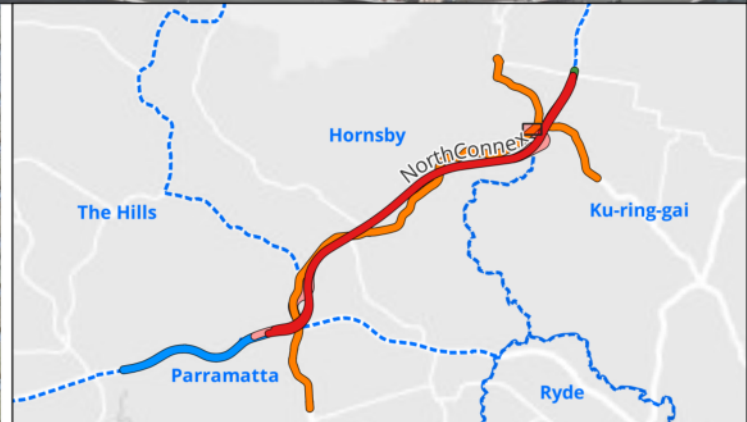 Hornsby
NorthConnex
The Hills
Ku-ring-gai
Parramatta
Ryde